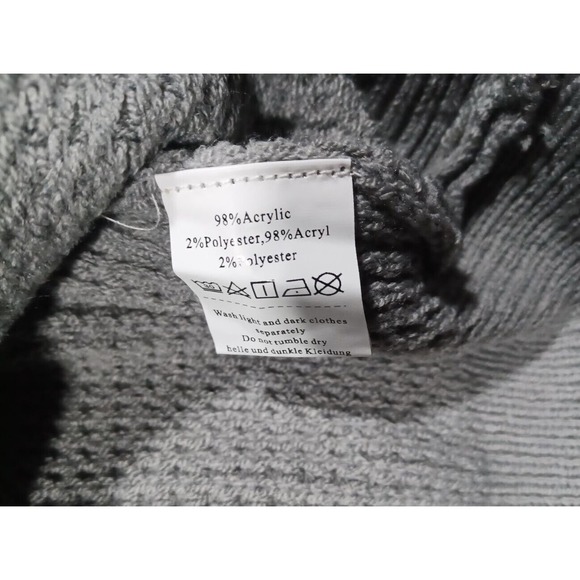 98%Acrylic
2%Polyester,98%Acryl
2%Polyester
Wash light and dark clothes
separately
Do not tumble dry
helle und dunkle Kleidung